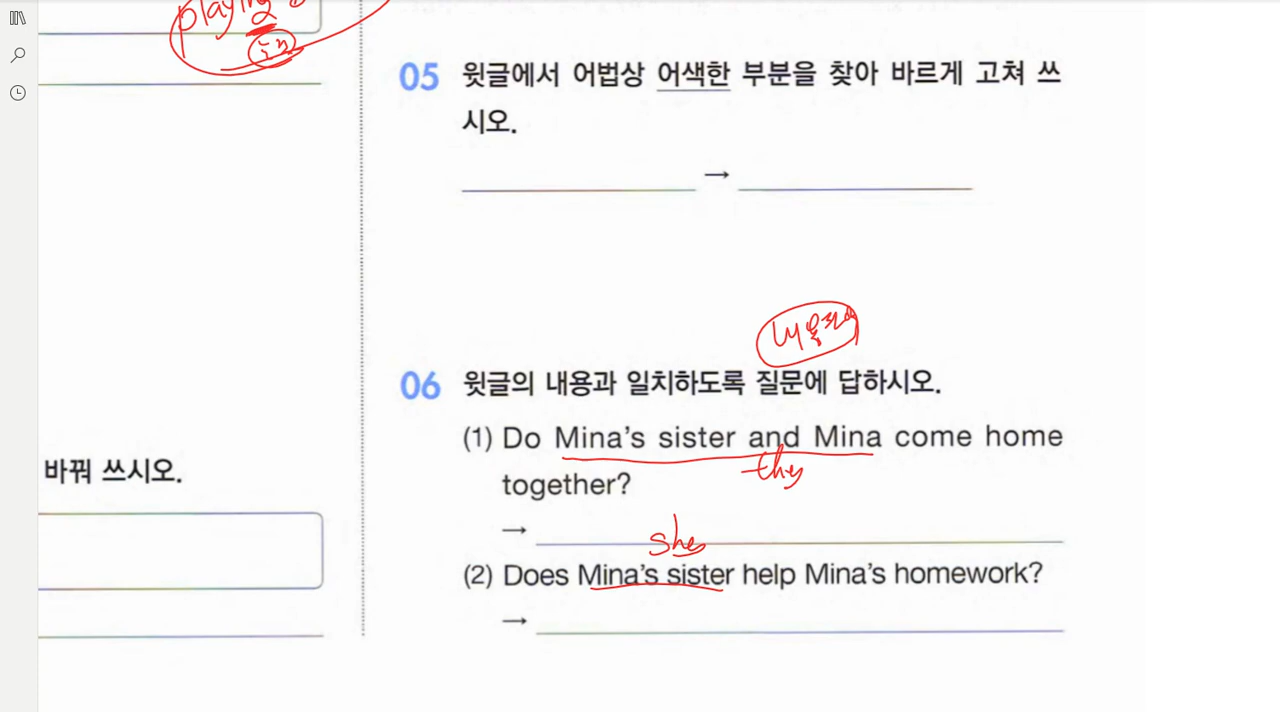 playing
05 윗글에서 어법상 어색한 부분을 찾아 바르게 고쳐 쓰
시오.
→
06 윗글의 내용과 일치하도록 질문에 답하시오.
(1) Do Mina's sister and Mina come home
they
together?
→
she
(2) Does Mina's sister help Mina's homework?
→
바꿔 쓰시오.